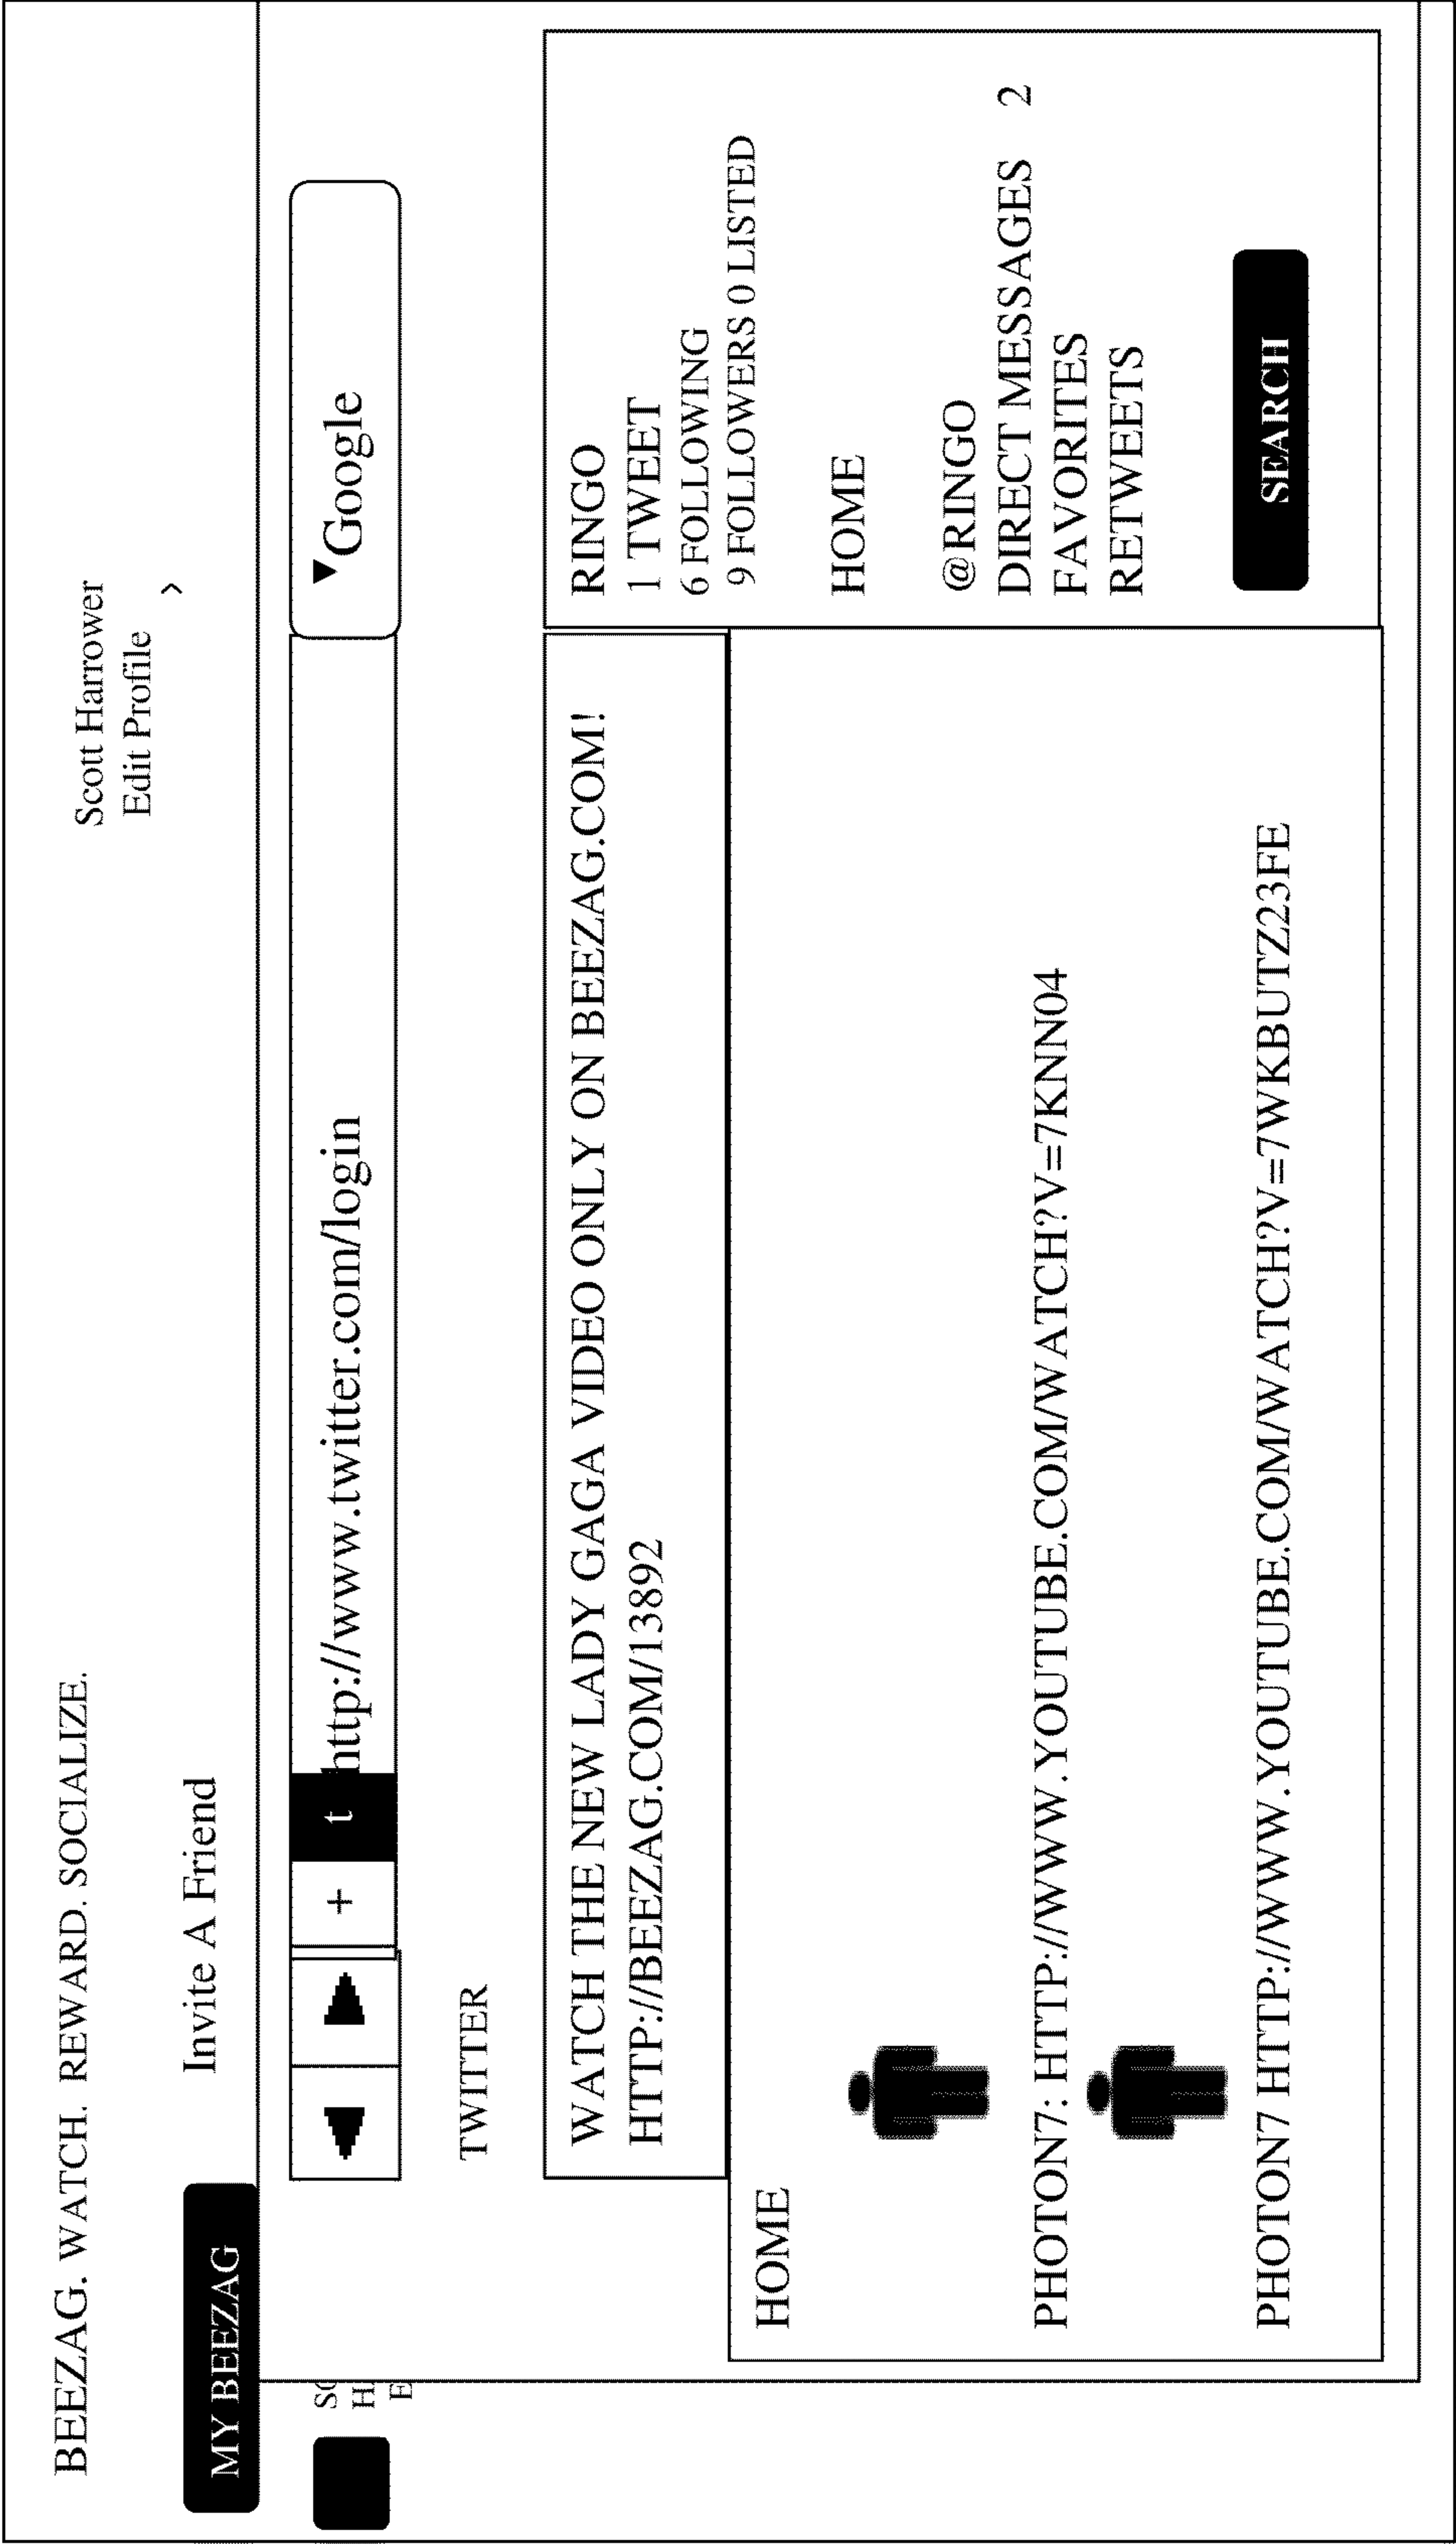 BEEZAG. WATCH. REWARD. SOCIALIZE.
Scott Harrower
Edit Profile
MY BEEZAG
Invite A Friend
+
t
http://www.twitter.com/login
Google
SC
H.
E
TWITTER
WATCH THE NEW LADY GAGA VIDEO ONLY ON BEEZAG.COM!
HTTP://BEEZAG.COM/13892
HOME
PHOTON7: HTTP://WWW.YOUTUBE.COM/WATCH?V=7KNN04
PHOTON7 HTTP://WWW.YOUTUBE.COM/WATCH?V=7WKBUTZ23FE
RINGO
1 TWEET
6 FOLLOWING
9 FOLLOWERS 0 LISTED
HOME
@RINGO
DIRECT MESSAGES 2
FAVORITES
RETWEETS
SEARCH